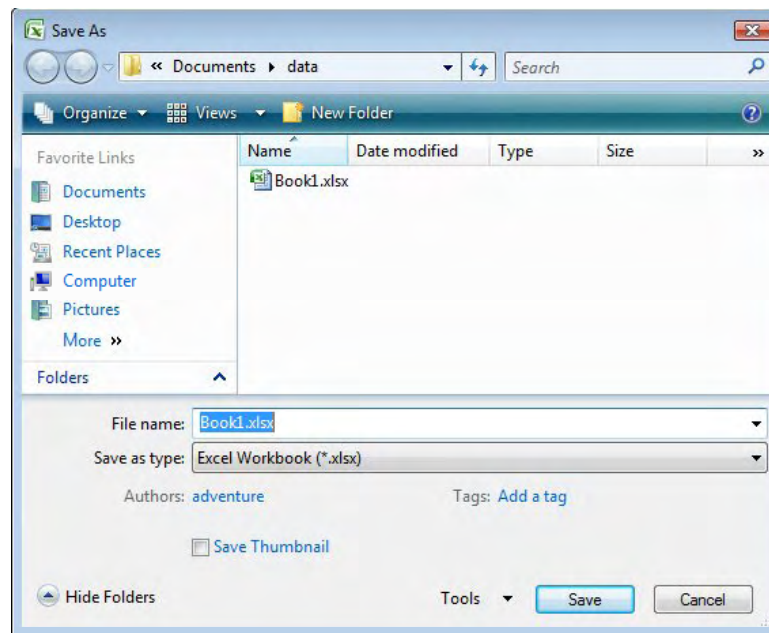 Save As
« Documents ▸ data
Search
Organize
Views
New Folder
Favorite Links
Documents
Desktop
Recent Places
Computer
Pictures
More »
Folders
Name Date modified Type Size »
Book1.xlsx
File name: Book1.xlsx
Save as type: Excel Workbook (*.xlsx)
Authors: adventure Tags: Add a tag
Save Thumbnail
Hide Folders Tools Save Cancel